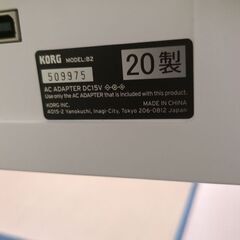 KORG MODEL:B2
509975
20製
AC ADAPTER DC15V
Use only the AC ADAPTER that is included with this product.
KORG INC. MADE IN CHINA
4015-2 Yanokuchi, Inagi City, Tokyo 206-0812 Japan